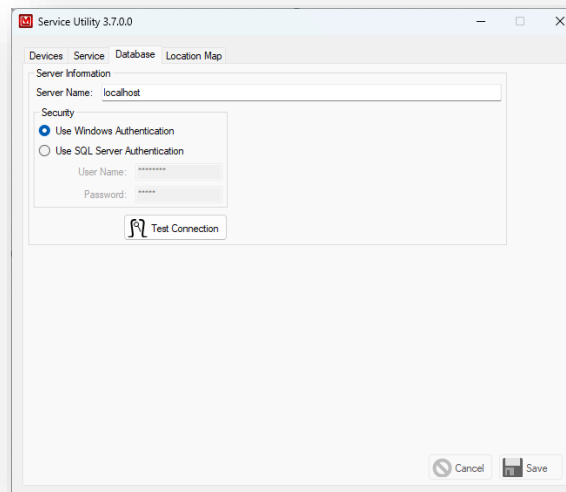 Service Utility 3.7.0.0
Devices Service Database Location Map
Server Information
Server Name: localhost
Security
Use Windows Authentication
Use SQL Server Authentication
User Name: ********
Password: *****
Test Connection
Cancel Save